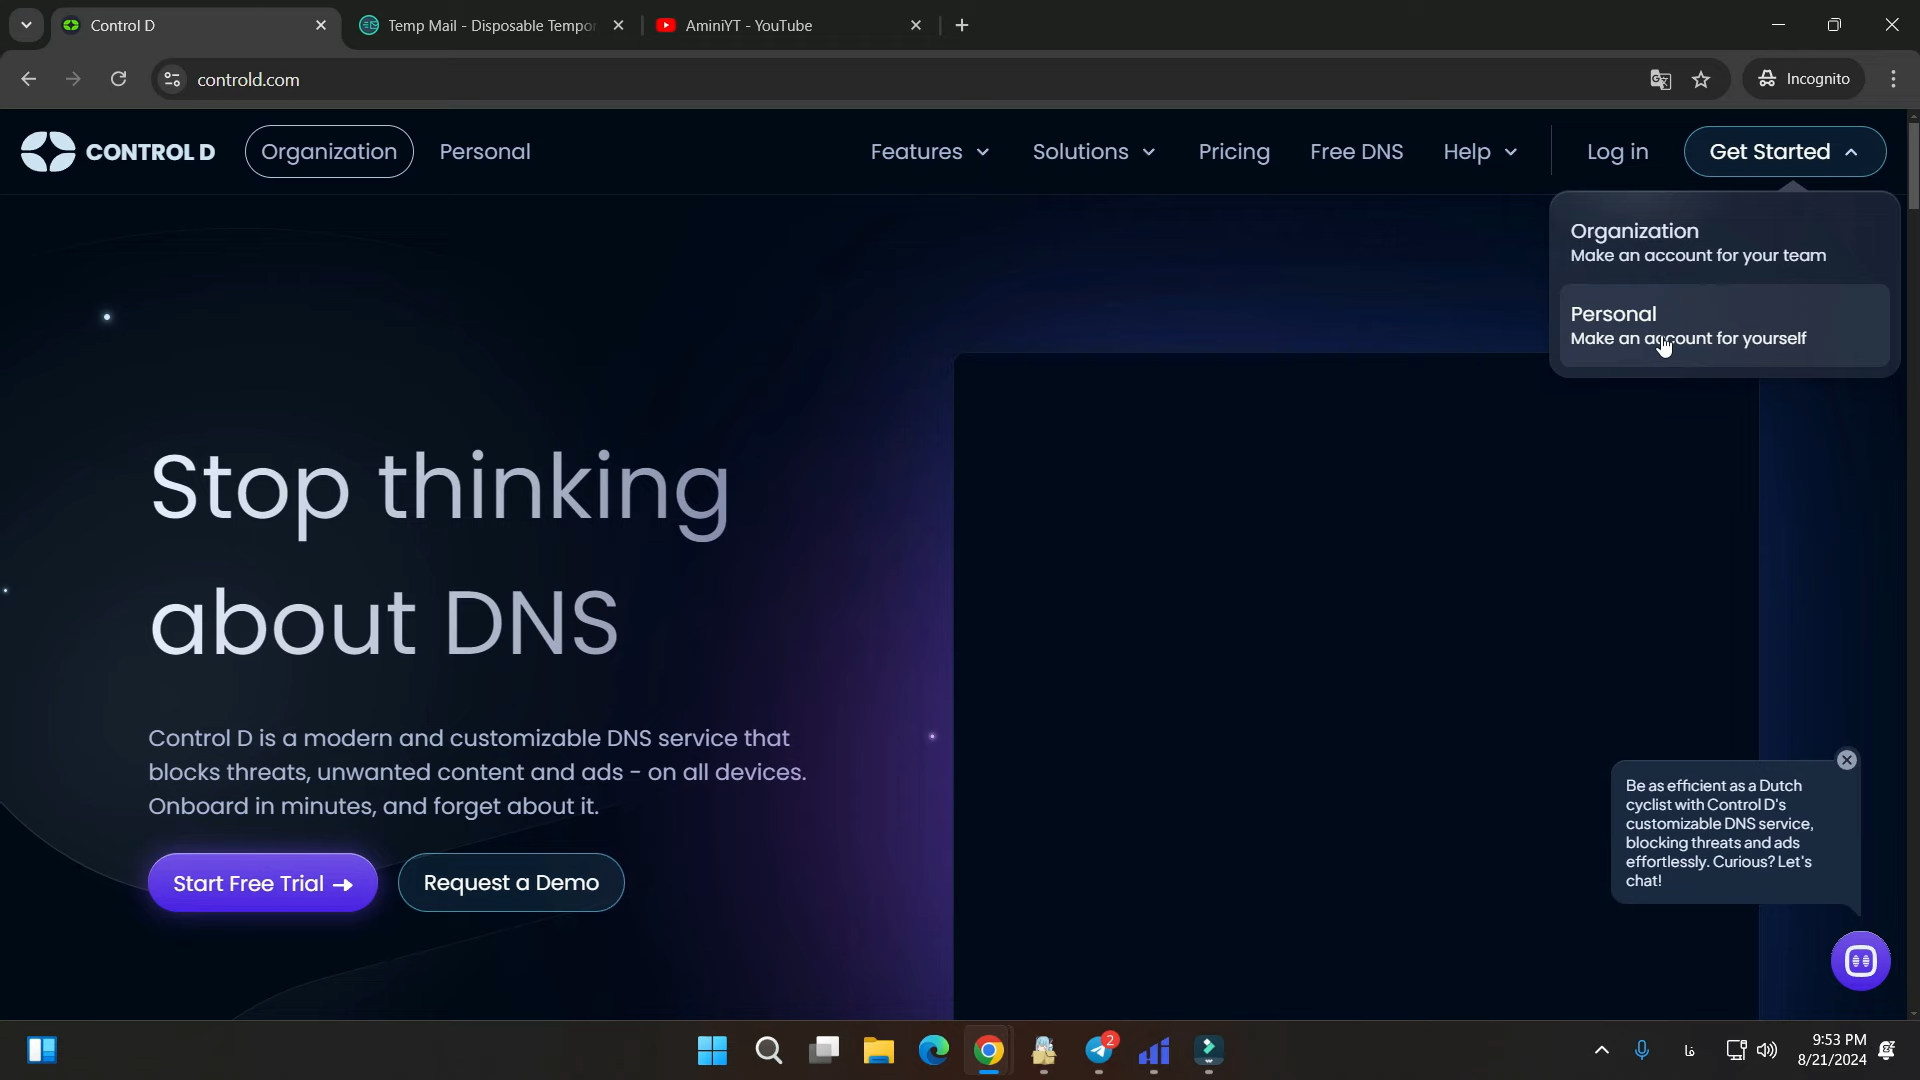 Control D
Temp Mail - Disposable Tempor
AminiYT - YouTube
controld.com
Incognito
CONTROL D
Organization
Personal
Features
Solutions
Pricing
Free DNS
Help
Log in
Get Started
Organization
Make an account for your team
Personal
Make an account for yourself
Stop thinking
about DNS
Control D is a modern and customizable DNS service that
blocks threats, unwanted content and ads - on all devices.
Onboard in minutes, and forget about it.
Start Free Trial →
Request a Demo
Be as efficient as a Dutch
cyclist with Control D's
customizable DNS service,
blocking threats and ads
effortlessly. Curious? Let's
chat!
2
فا
9:53 PM
8/21/2024